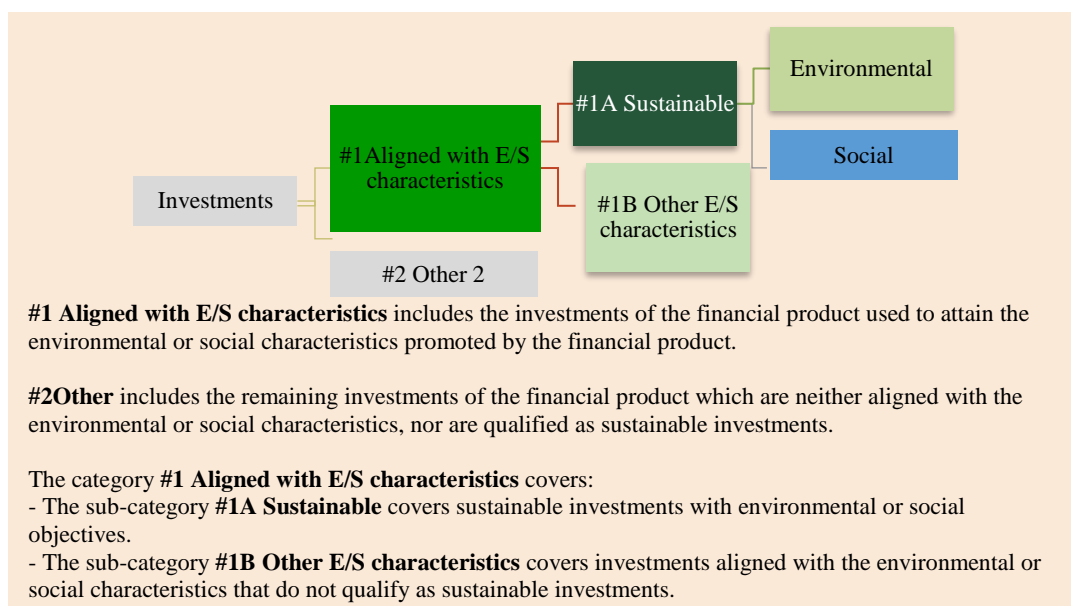 Environmental
#1A Sustainable
#1Aligned with E/S
characteristics
Social
Investments
#1B Other E/S
characteristics
#2 Other 2
#1 Aligned with E/S characteristics includes the investments of the financial product used to attain the
environmental or social characteristics promoted by the financial product.
#2Other includes the remaining investments of the financial product which are neither aligned with the
environmental or social characteristics, nor are qualified as sustainable investments.
The category #1 Aligned with E/S characteristics covers:
- The sub-category #1A Sustainable covers sustainable investments with environmental or social
objectives.
- The sub-category #1B Other E/S characteristics covers investments aligned with the environmental or
social characteristics that do not qualify as sustainable investments.